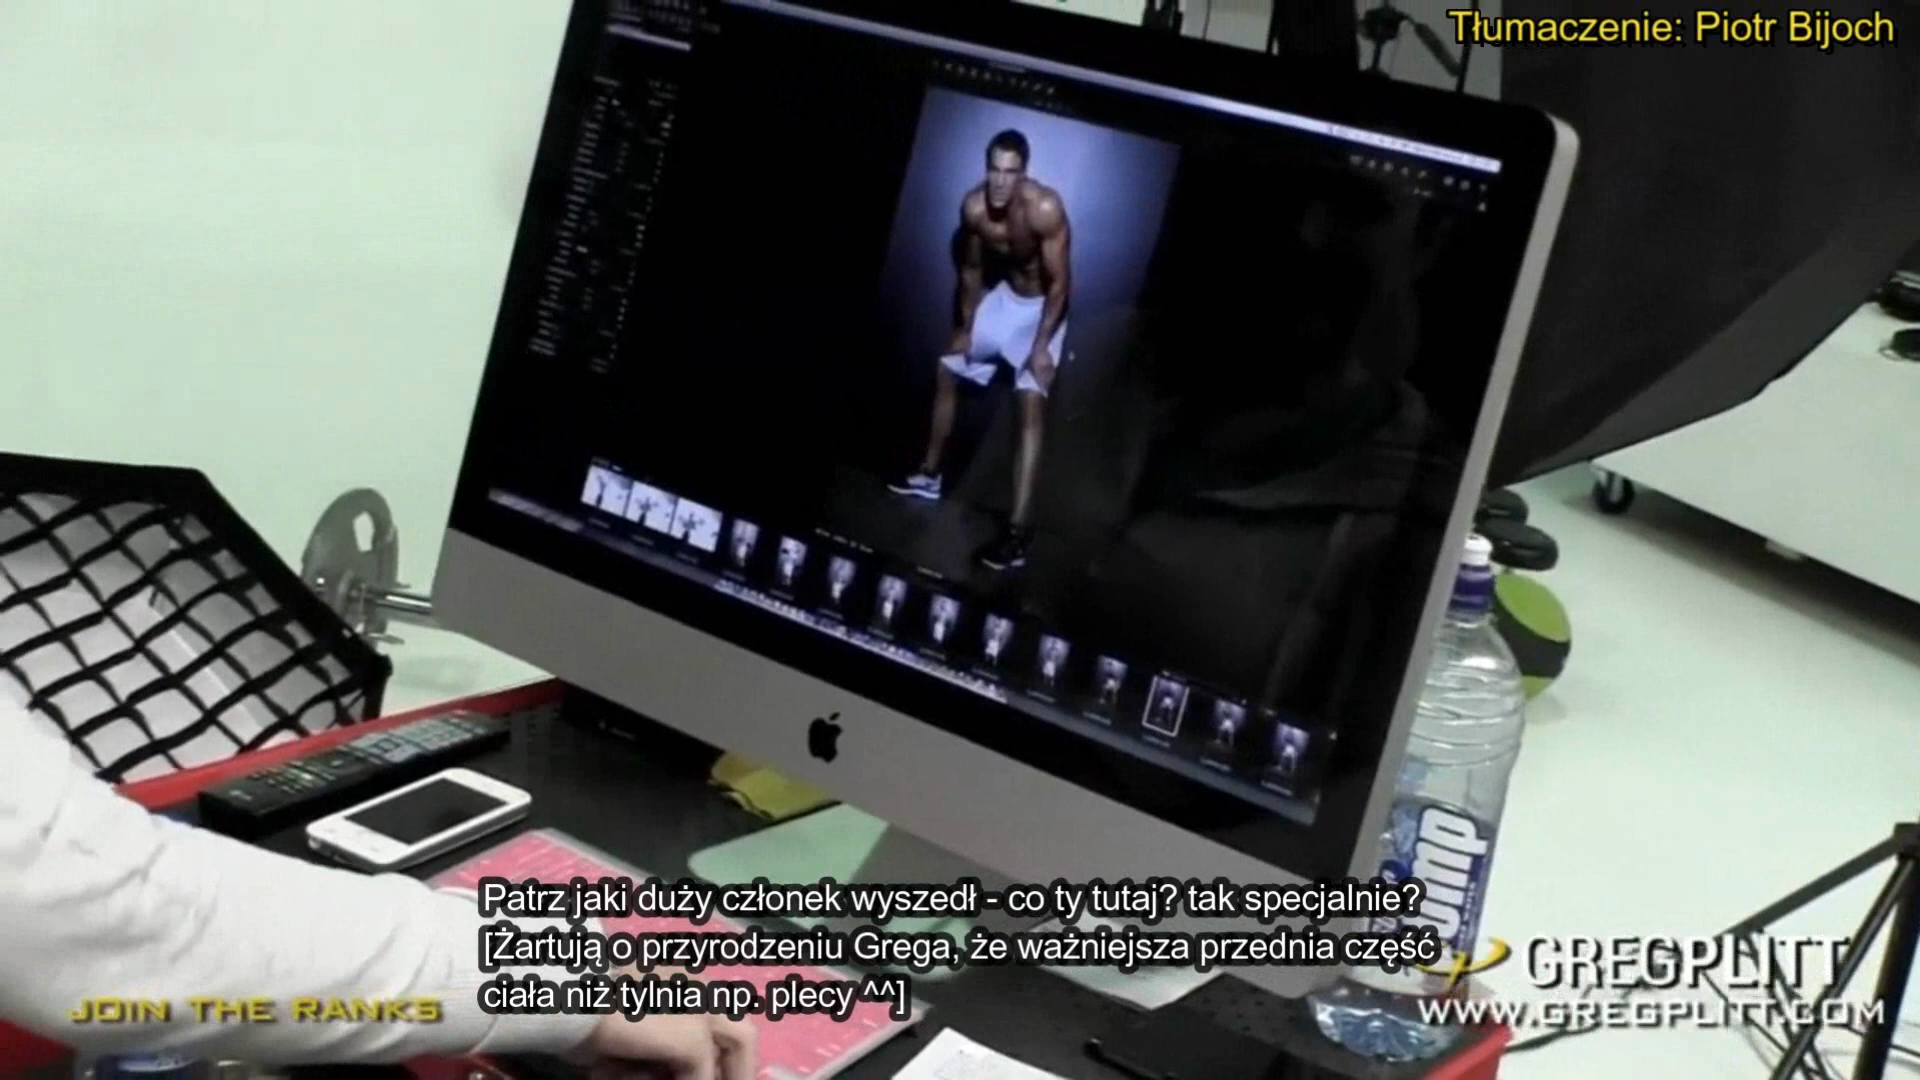 Tłumaczenie: Piotr Bijoch
Patrz jaki duży członek wyszedł - co ty tutaj? tak specjalnie?
[Żartują o przyrodzeniu Grega, że ważniejsza przednia część
ciała niż tylnia np. plecy ^^]
JOIN THE RANKS
GREGPLITT
WWW.GREGPLITT.COM